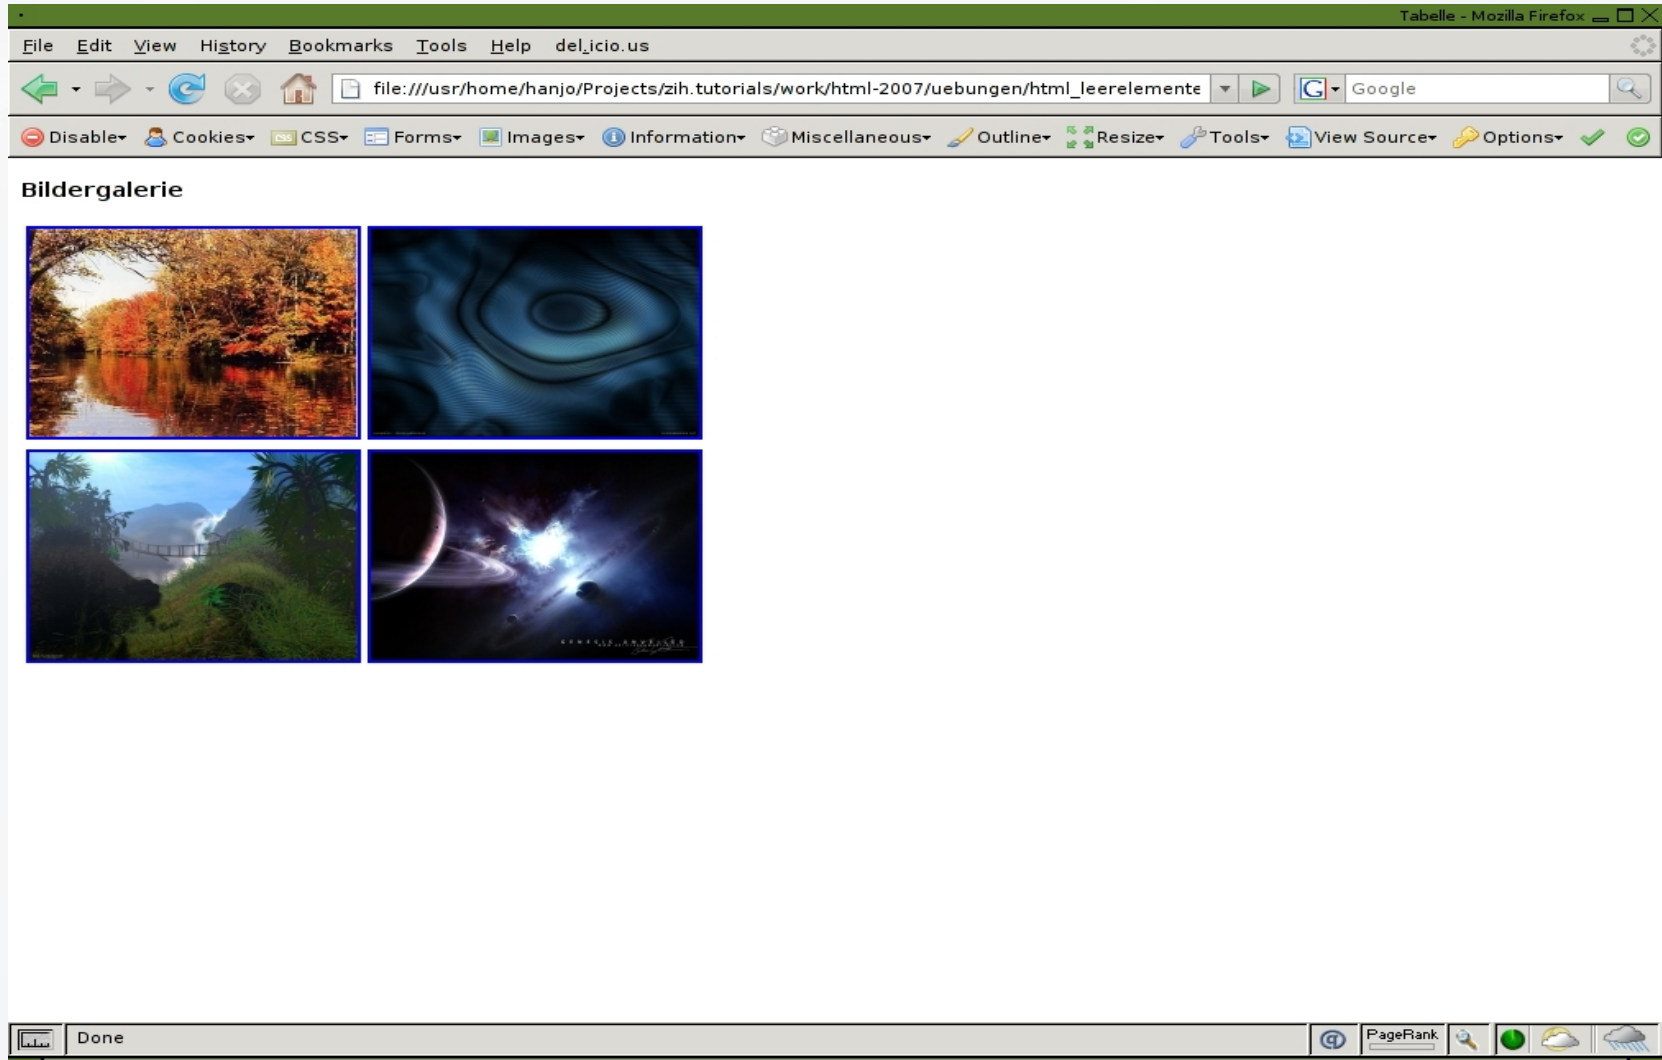 Tabelle - Mozilla Firefox
File Edit View History Bookmarks Tools Help del.icio.us
file:///usr/home/hanjo/Projects/zih.tutorials/work/html-2007/uebungen/html_leerelemente
G Google
Disable Cookies CSS CSS Forms Images Information Miscellaneous Outline Resize Tools View Source Options
Bildergalerie
Done
PageRank